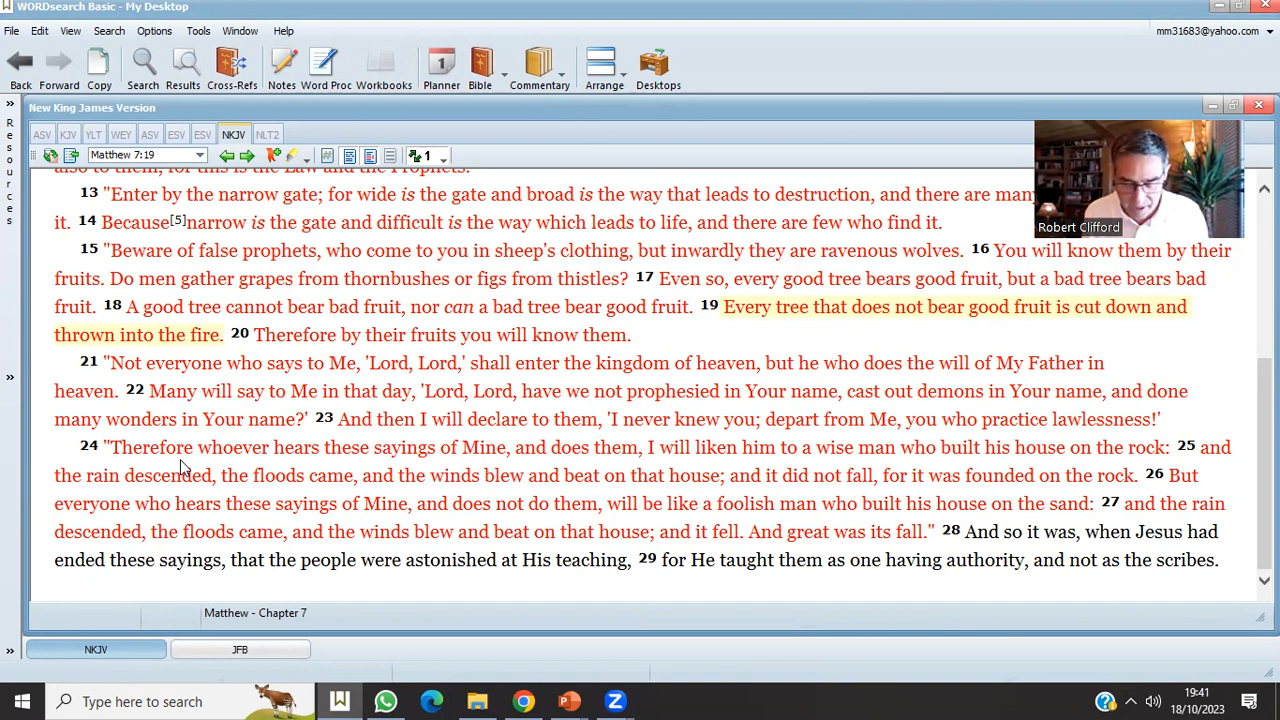 WORDsearch Basic - My Desktop
File Edit View Search Options Tools Window Help
mm31683@yahoo.com
Back Forward Copy Search Results Cross-Refs Notes Word Proc Workbooks Planner Bible Commentary Arrange Desktops
New King James Version
Resources
ASV KJV YLT WEY ASV ESV ESV NKJV NLT2
Matthew 7:19
1
also to them, for this is the Law and the Prophets.
13 "Enter by the narrow gate; for wide is the gate and broad is the way that leads to destruction, and there are many
it. 14 Because[5]narrow is the gate and difficult is the way which leads to life, and there are few who find it.
Robert Clifford
15 "Beware of false prophets, who come to you in sheep's clothing, but inwardly they are ravenous wolves. 16 You will know them by their
fruits. Do men gather grapes from thornbushes or figs from thistles? 17 Even so, every good tree bears good fruit, but a bad tree bears bad
fruit. 18 A good tree cannot bear bad fruit, nor can a bad tree bear good fruit. 19 Every tree that does not bear good fruit is cut down and
thrown into the fire. 20 Therefore by their fruits you will know them.
21 "Not everyone who says to Me, 'Lord, Lord,' shall enter the kingdom of heaven, but he who does the will of My Father in
heaven. 22 Many will say to Me in that day, 'Lord, Lord, have we not prophesied in Your name, cast out demons in Your name, and done
many wonders in Your name?' 23 And then I will declare to them, 'I never knew you; depart from Me, you who practice lawlessness!'
24 "Therefore whoever hears these sayings of Mine, and does them, I will liken him to a wise man who built his house on the rock: 25 and
the rain descended, the floods came, and the winds blew and beat on that house; and it did not fall, for it was founded on the rock. 26 But
everyone who hears these sayings of Mine, and does not do them, will be like a foolish man who built his house on the sand: 27 and the rain
descended, the floods came, and the winds blew and beat on that house; and it fell. And great was its fall." 28 And so it was, when Jesus had
ended these sayings, that the people were astonished at His teaching, 29 for He taught them as one having authority, and not as the scribes.
Matthew - Chapter 7
NKJV JFB
Type here to search
19:41
18/10/2023